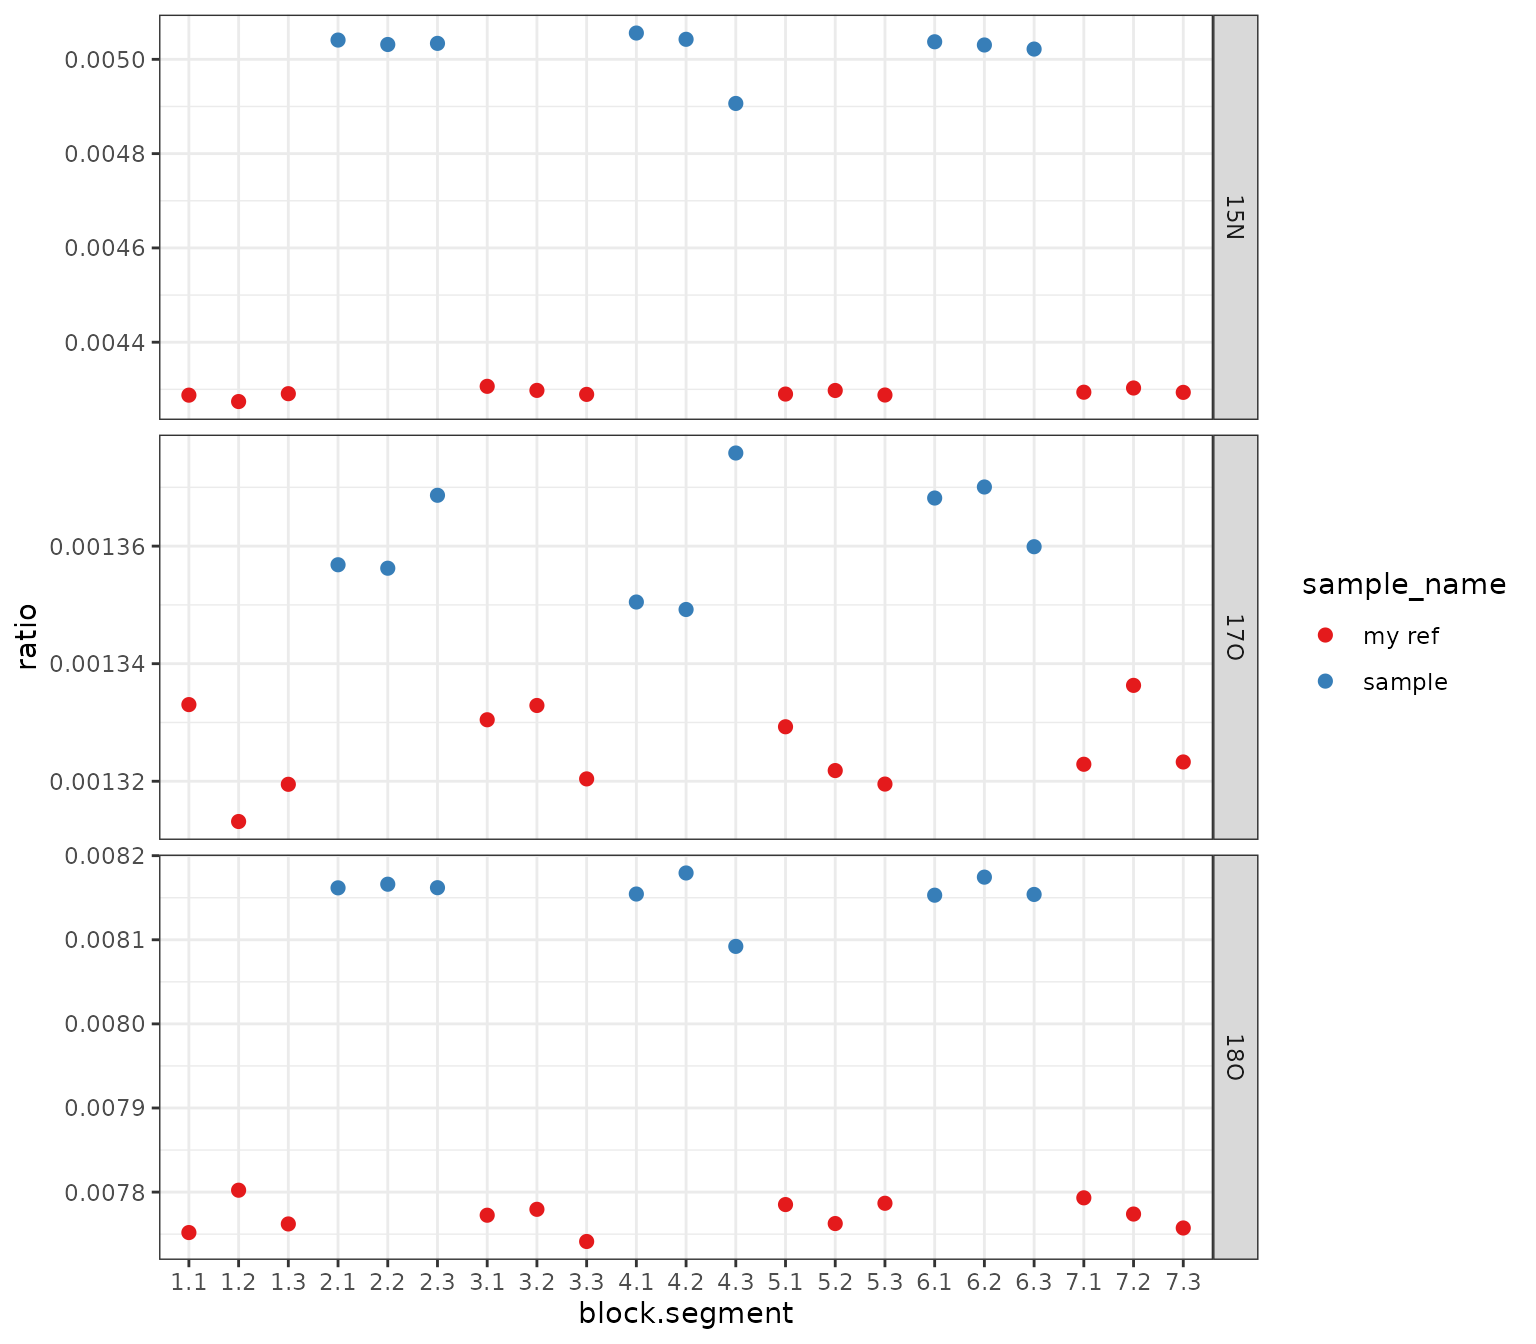 0.0050
0.0048
0.0046
0.0044
15N
0.00136
0.00134
0.00132
17O
0.0082
0.0081
0.0080
0.0079
0.0078
18O
ratio
1.1 1.2 1.3 2.1 2.2 2.3 3.1 3.2 3.3 4.1 4.2 4.3 5.1 5.2 5.3 6.1 6.2 6.3 7.1 7.2 7.3
block.segment
sample_name
my ref
sample